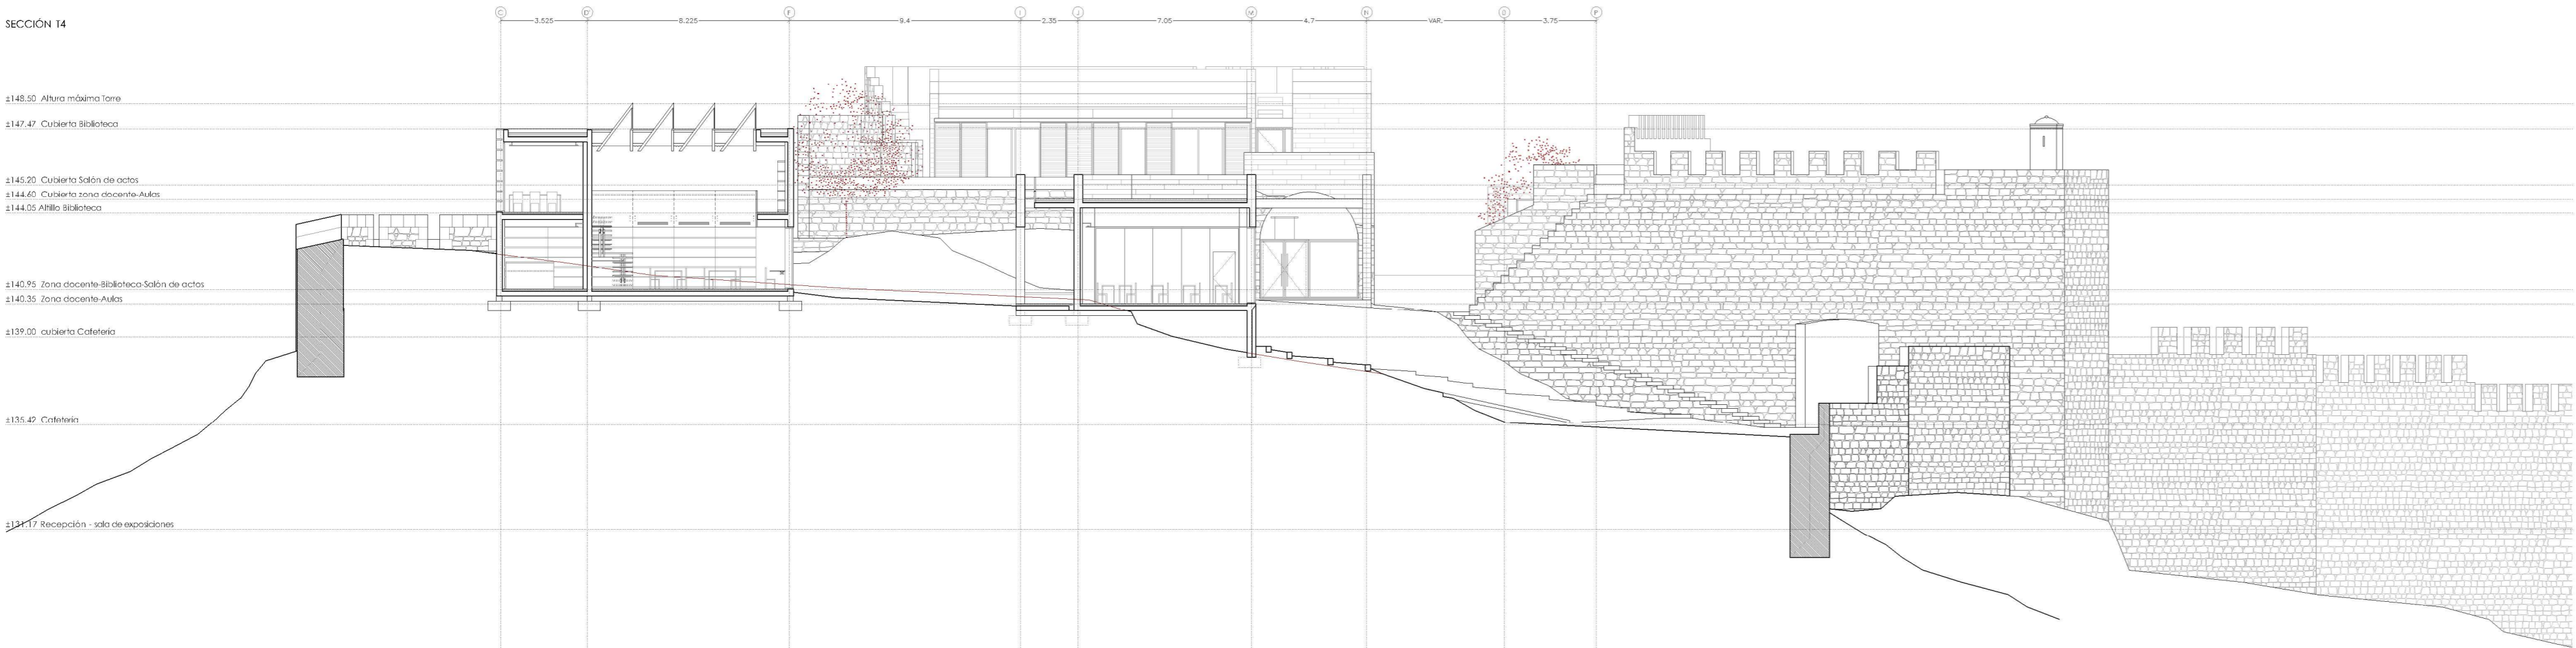 SECCIÓN T4
C D' F I J M N O P
3.525 8.225 9.4 2.35 7.05 4.7 VAR. 3.75
±148.50 Altura máxima Torre
±147.47 Cubierta Biblioteca
±145.20 Cubierta Salón de actos
±144.60 Cubierta zona docente-Aulas
±144.05 Altillo Biblioteca
±140.95 Zona docente-Biblioteca-Salón de actos
±140.35 Zona docente-Aulas
±139.00 cubierta Cafetería
±135.42 Cafetería
±131.17 Recepción - sala de exposiciones